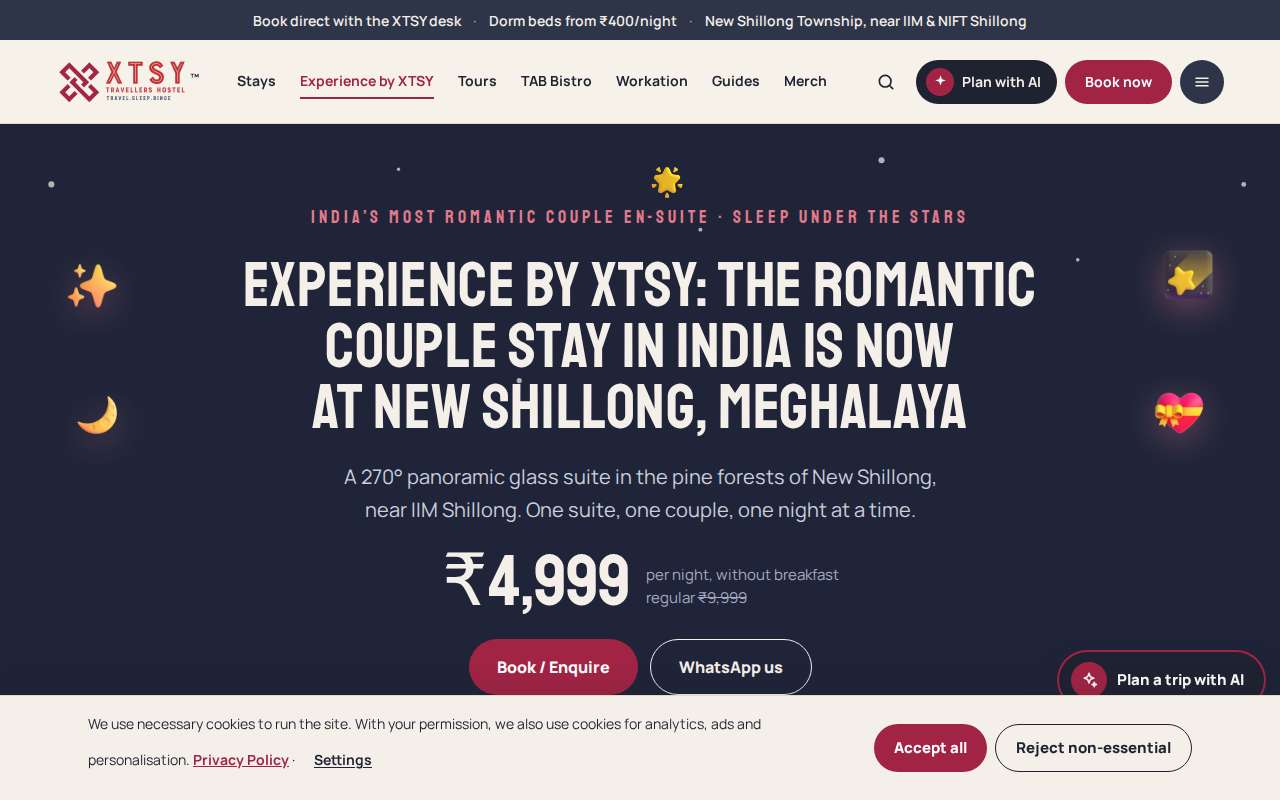 Book direct with the XTSY desk · Dorm beds from ₹400/night · New Shillong Township, near IIM & NIFT Shillong
XTSY ™
TRAVELLERS HOSTEL
TRAVEL.SLEEP.BINGE
Stays Experience by XTSY Tours TAB Bistro Workation Guides Merch Plan with AI Book now
INDIA'S MOST ROMANTIC COUPLE EN-SUITE · SLEEP UNDER THE STARS
EXPERIENCE BY XTSY: THE ROMANTIC
COUPLE STAY IN INDIA IS NOW
AT NEW SHILLONG, MEGHALAYA
A 270° panoramic glass suite in the pine forests of New Shillong,
near IIM Shillong. One suite, one couple, one night at a time.
₹4,999
per night, without breakfast
regular ₹9,999
Book / Enquire WhatsApp us
Plan a trip with AI
We use necessary cookies to run the site. With your permission, we also use cookies for analytics, ads and
personalisation. Privacy Policy · Settings
Accept all Reject non-essential